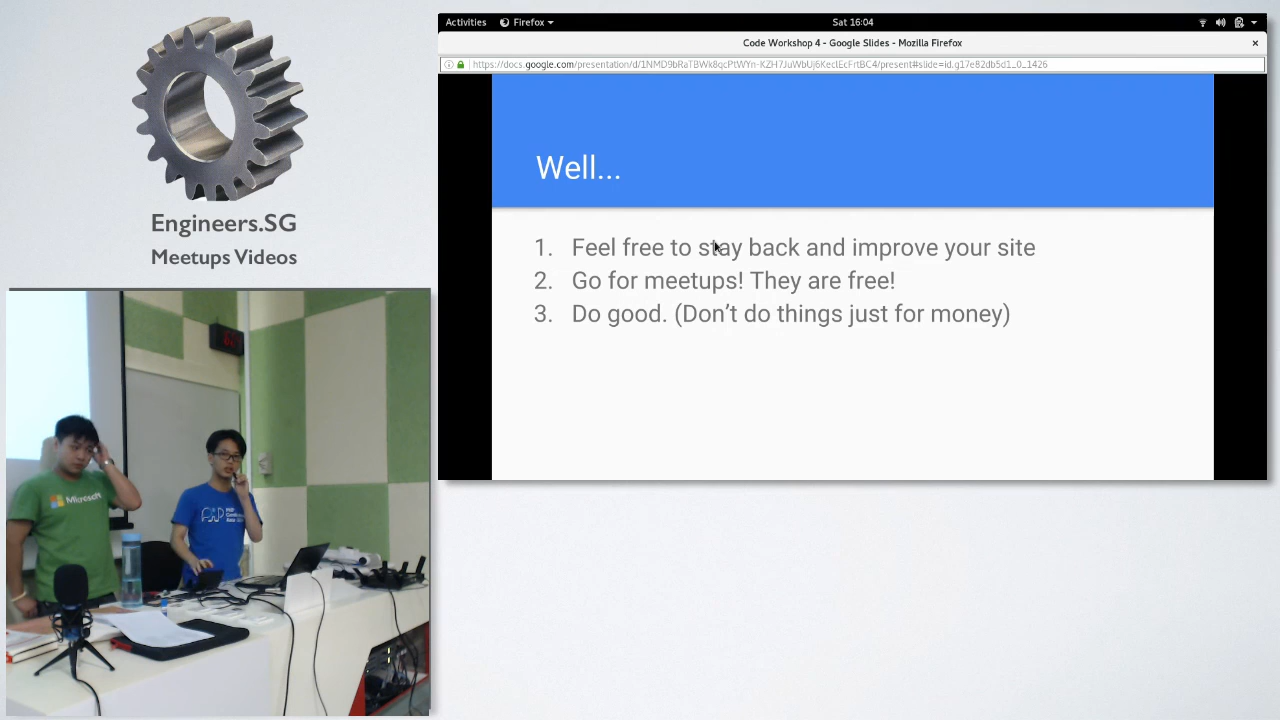 Engineers.SG
Meetups Videos
Activities Firefox Sat 16:04
Code Workshop 4 - Google Slides - Mozilla Firefox
Well...
1. Feel free to stay back and improve your site
2. Go for meetups! They are free!
3. Do good. (Don't do things just for money)
Microsoft